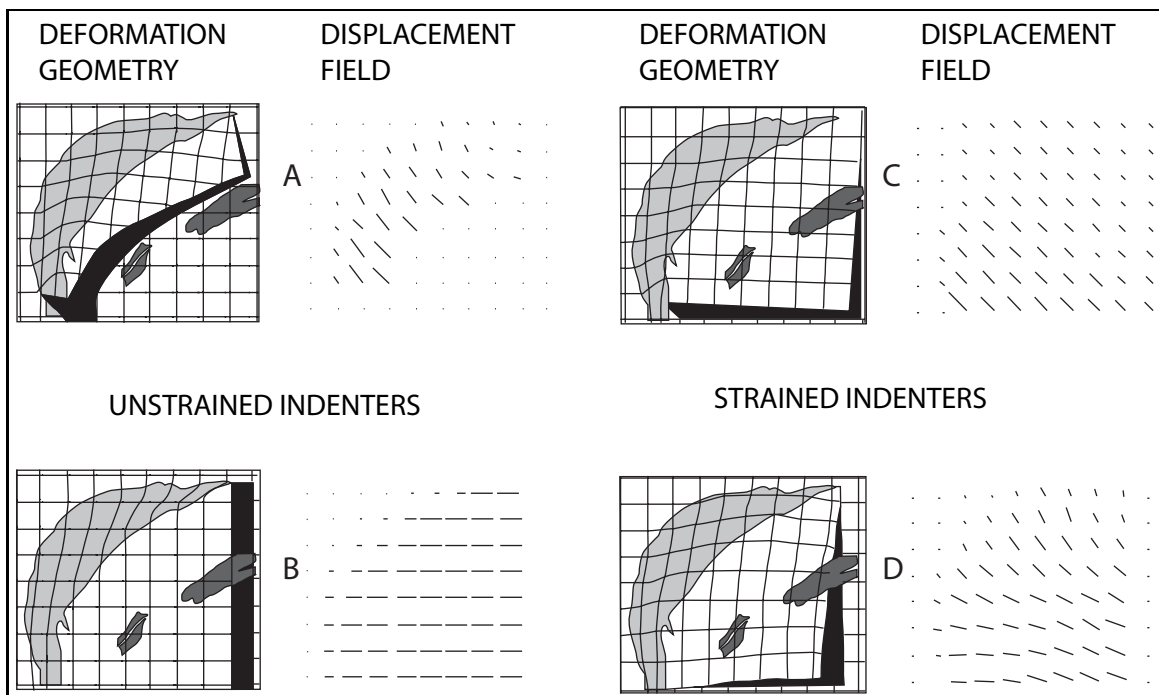 DEFORMATION GEOMETRY
DISPLACEMENT FIELD
DEFORMATION GEOMETRY
DISPLACEMENT FIELD
A
C
UNSTRAINED INDENTERS
STRAINED INDENTERS
B
D